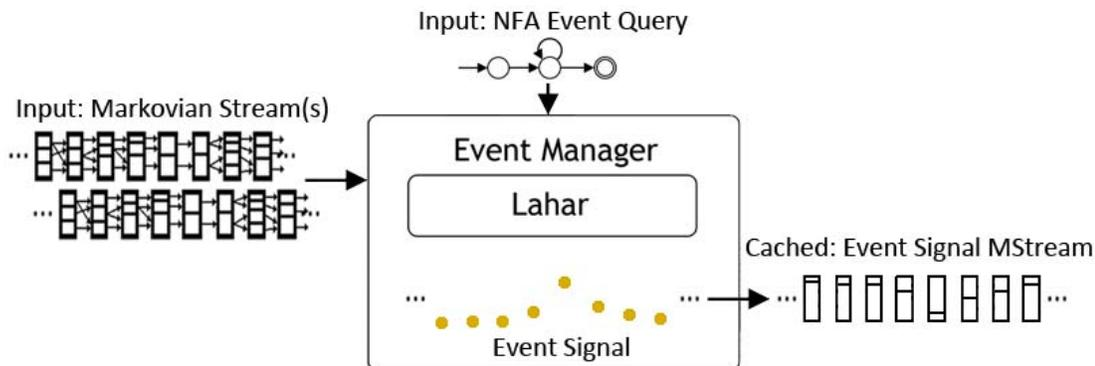 Input: NFA Event Query
Input: Markovian Stream(s)
Event Manager
Lahar
Cached: Event Signal MStream
Event Signal